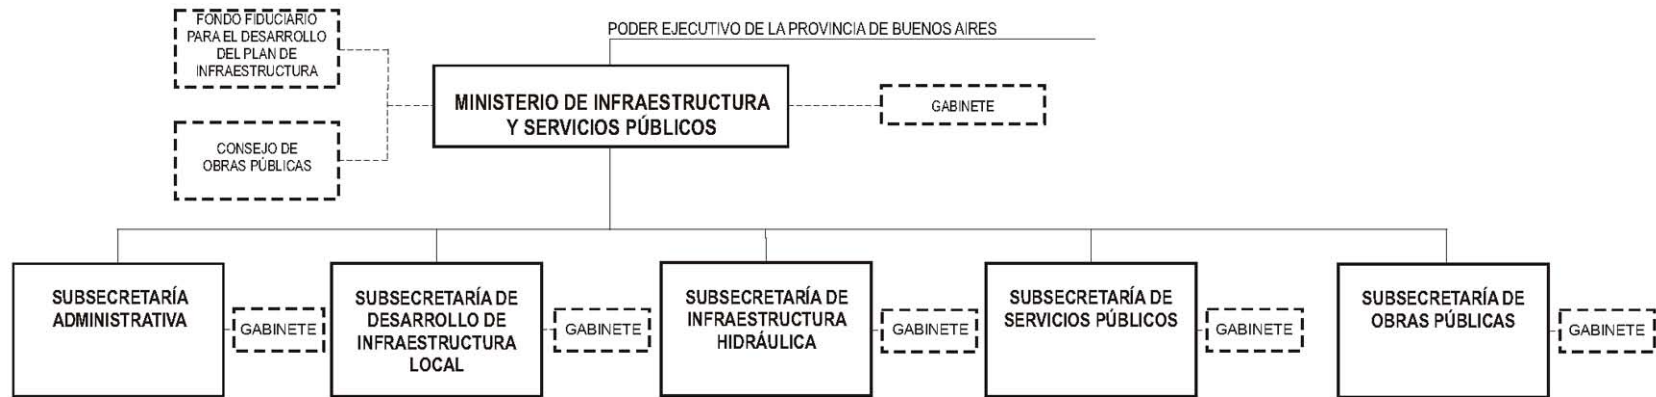 FONDO FIDUCIARIO
PARA EL DESARROLLO
DEL PLAN DE
INFRAESTRUCTURA
PODER EJECUTIVO DE LA PROVINCIA DE BUENOS AIRES
MINISTERIO DE INFRAESTRUCTURA
Y SERVICIOS PÚBLICOS
GABINETE
CONSEJO DE
OBRAS PÚBLICAS
SUBSECRETARÍA
ADMINISTRATIVA
GABINETE
SUBSECRETARÍA DE
DESARROLLO DE
INFRAESTRUCTURA
LOCAL
GABINETE
SUBSECRETARÍA DE
INFRAESTRUCTURA
HIDRÁULICA
GABINETE
SUBSECRETARÍA DE
SERVICIOS PÚBLICOS
GABINETE
SUBSECRETARÍA DE
OBRAS PÚBLICAS
GABINETE